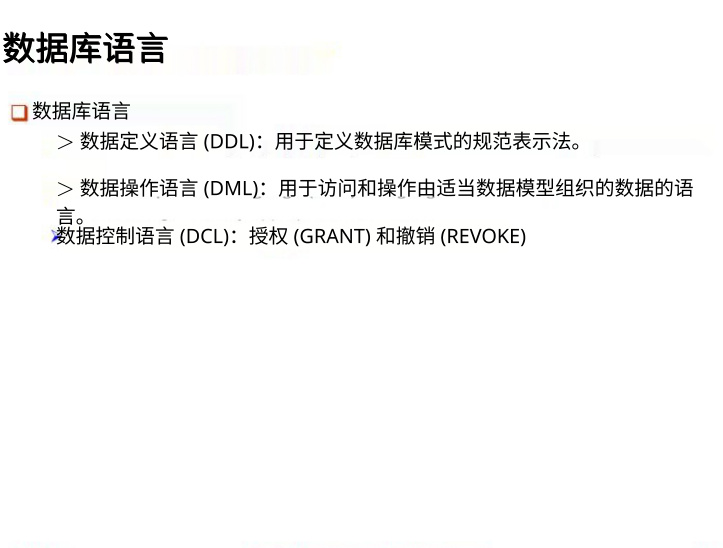 数据库语言
数据库语言
> 数据定义语言 (DDL)：用于定义数据库模式的规范表示法。
> 数据操作语言 (DML)：用于访问和操作由适当数据模型组织的数据的语
言。
数据控制语言 (DCL)：授权 (GRANT) 和撤销 (REVOKE)